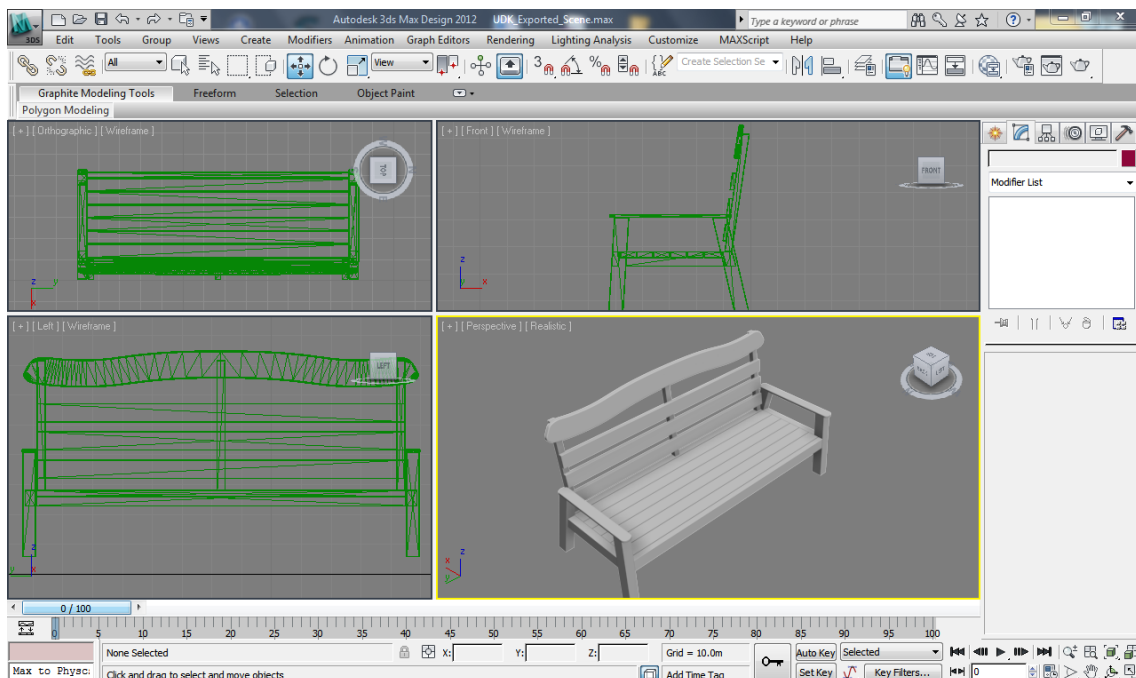 Autodesk 3ds Max Design 2012 UDK_Exported_Scene.max Type a keyword or phrase
3DS Edit Tools Group Views Create Modifiers Animation Graph Editors Rendering Lighting Analysis Customize MAXScript Help
All View 3 % ABC Create Selection Se
Graphite Modeling Tools Freeform Selection Object Paint
Polygon Modeling
[ + ] [ Orthographic ] [ Wireframe ]
TOP
z y
x
[ + ] [ Front ] [ Wireframe ]
FRONT
z
x
Modifier List
[ + ] [ Left ] [ Wireframe ]
LEFT
z
y x
[ + ] [ Perspective ] [ Realistic ]
LEFT
z
x
y
0 / 100
0 5 10 15 20 25 30 35 40 45 50 55 60 65 70 75 80 85 90 95 100
None Selected X: Y: Z: Grid = 10.0m Auto Key Selected
Max to Physc: Click and drag to select and move objects Add Time Tag Set Key Key Filters... 0